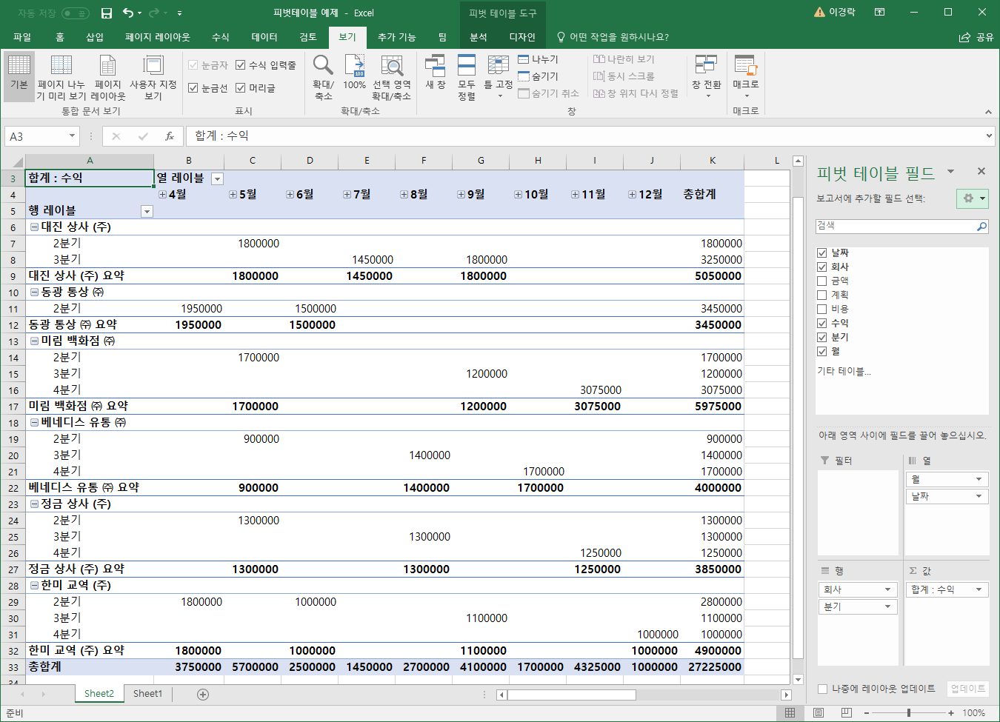 자동 저장 끔
피벗테이블 예제 - Excel
피벗 테이블 도구
이경락
파일 홈 삽입 페이지 레이아웃 수식 데이터 검토 보기 추가 기능 팀 분석 디자인 어떤 작업을 원하시나요? 공유
기본
페이지 나누기 미리 보기
페이지 레이아웃
사용자 지정 보기
통합 문서 보기
눈금자 수식 입력줄
눈금선 머리글
표시
확대/축소
100%
선택 영역 확대/축소
확대/축소
새 창
모두 정렬
틀 고정
나누기
숨기기
숨기기 취소
나란히 보기
동시 스크롤
창 위치 다시 정렬
창 전환
창
매크로
매크로
A3 fx 합계 : 수익
A B C D E F G H I J K L
3 합계 : 수익 열 레이블
4 4월 5월 6월 7월 8월 9월 10월 11월 12월 총합계
5 행 레이블
6 대진 상사 (주)
7 2분기 1800000 1800000
8 3분기 1450000 1800000 3250000
9 대진 상사 (주) 요약 1800000 1450000 1800000 5050000
10 동광 통상 ㈜
11 2분기 1950000 1500000 3450000
12 동광 통상 ㈜ 요약 1950000 1500000 3450000
13 미림 백화점 ㈜
14 2분기 1700000 1700000
15 3분기 1200000 1200000
16 4분기 3075000 3075000
17 미림 백화점 ㈜ 요약 1700000 1200000 3075000 5975000
18 베네디스 유통 ㈜
19 2분기 900000 900000
20 3분기 1400000 1400000
21 4분기 1700000 1700000
22 베네디스 유통 ㈜ 요약 900000 1400000 1700000 4000000
23 정금 상사 (주)
24 2분기 1300000 1300000
25 3분기 1300000 1300000
26 4분기 1250000 1250000
27 정금 상사 (주) 요약 1300000 1300000 1250000 3850000
28 한미 교역 (주)
29 2분기 1800000 1000000 2800000
30 3분기 1100000 1100000
31 4분기 1000000 1000000
32 한미 교역 (주) 요약 1800000 1000000 1100000 1000000 4900000
33 총합계 3750000 5700000 2500000 1450000 2700000 4100000 1700000 4325000 1000000 27225000
34
Sheet2 Sheet1
준비
100%
피벗 테이블 필드
보고서에 추가할 필드 선택:
검색
날짜
회사
금액
계획
비용
수익
분기
월
기타 테이블...
아래 영역 사이에 필드를 끌어 놓으십시오.
필터
열
월
날짜
행
회사
분기
Σ 값
합계 : 수익
나중에 레이아웃 업데이트 업데이트